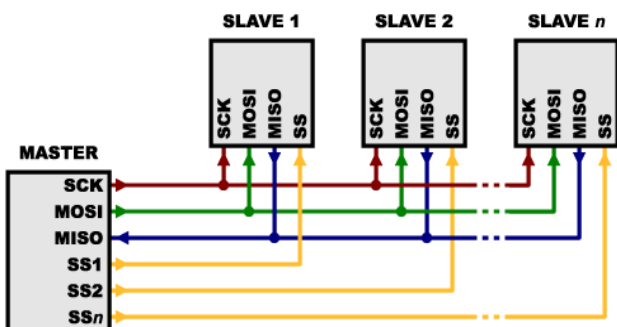 SLAVE 1 SLAVE 2 SLAVE n
SCK MOSI MISO SS SCK MOSI MISO SS SCK MOSI MISO SS
MASTER
SCK
MOSI
MISO
SS1
SS2
SSn